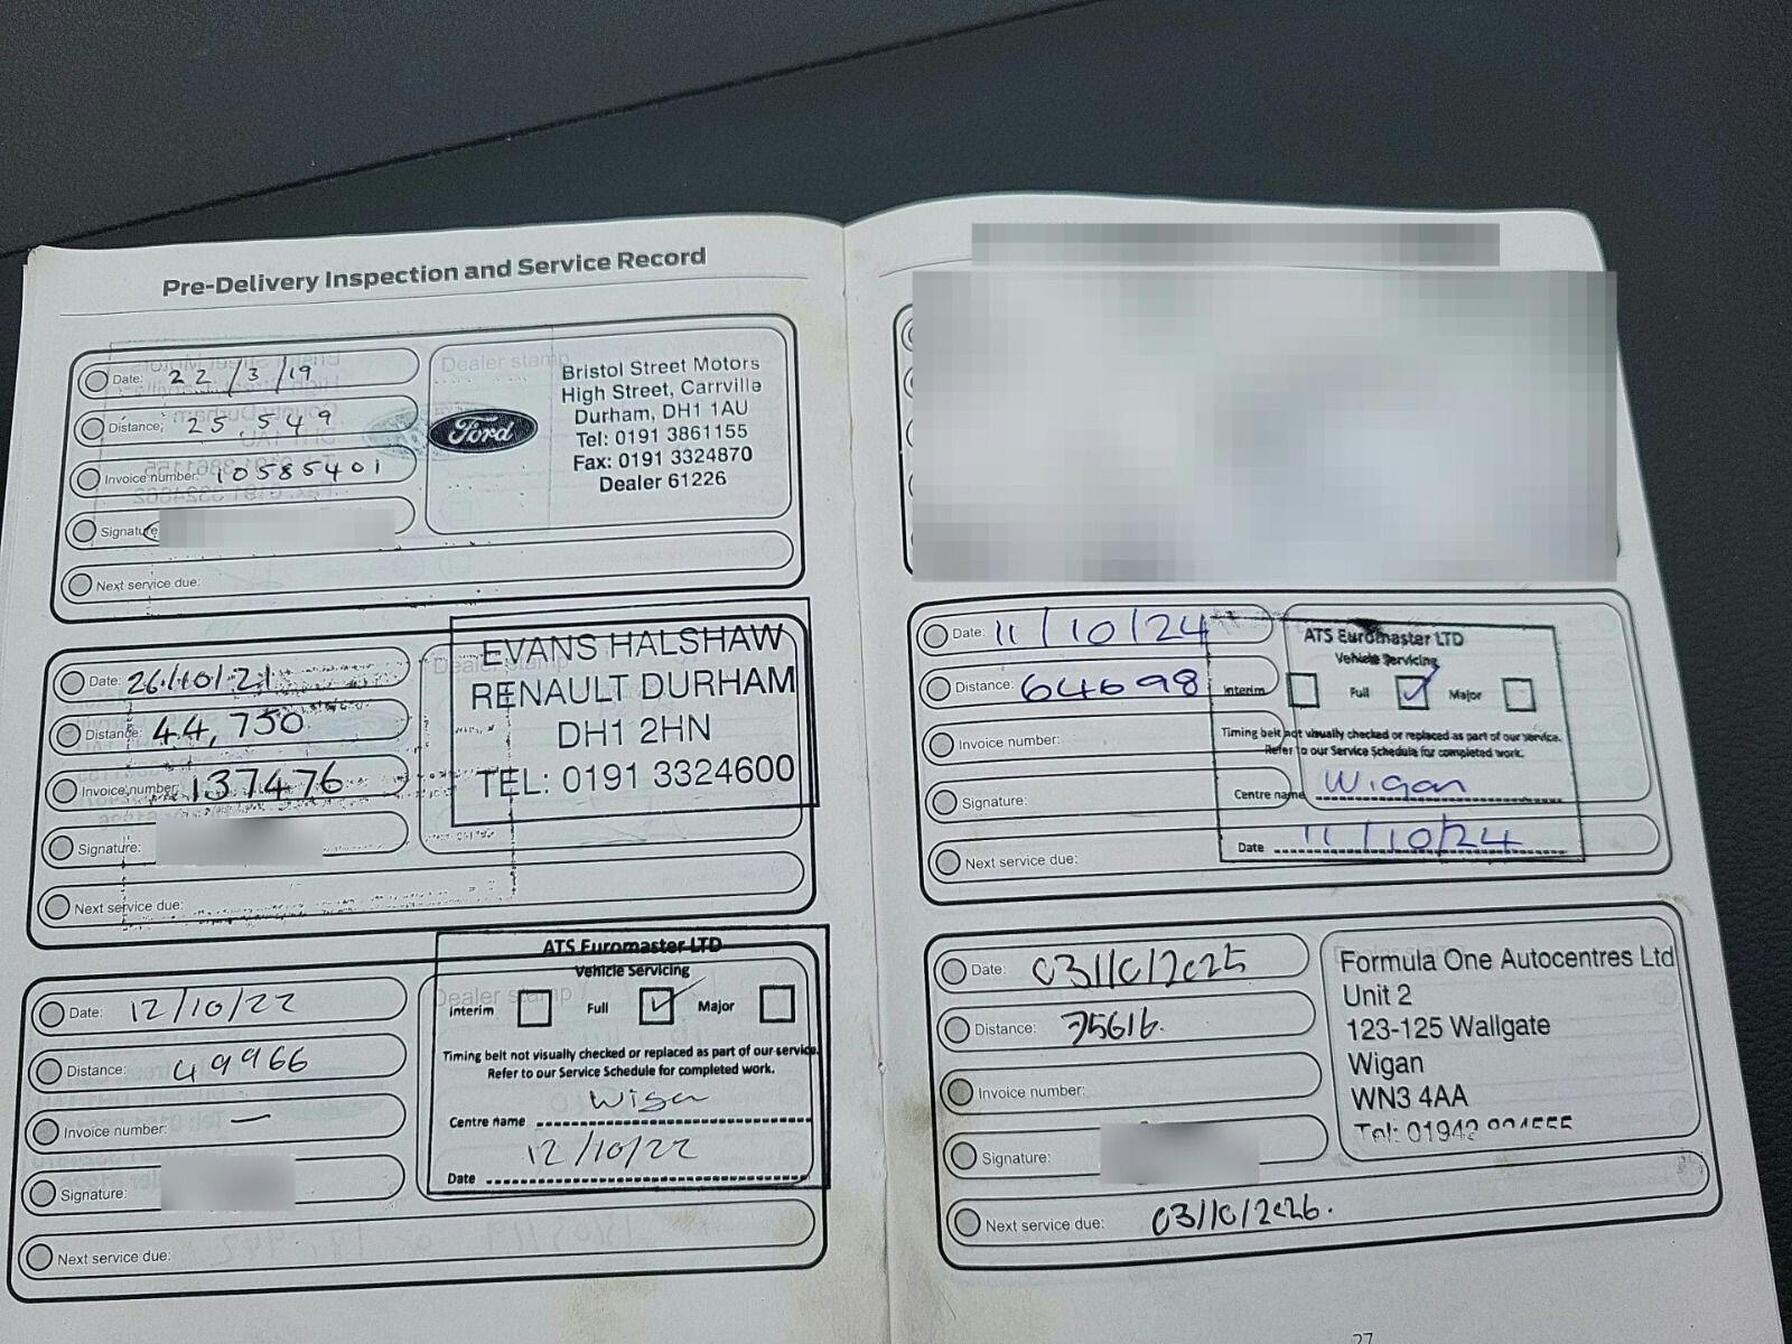 Pre-Delivery Inspection and Service Record
Date: 22/3/19
Distance: 25,549
Invoice number: 10585401
Signature
Next service due:
Dealer stamp
Ford
Bristol Street Motors
High Street, Carrville
Durham, DH1 1AU
Tel: 0191 3861155
Fax: 0191 3324870
Dealer 61226
Date: 26/10/21
Distance: 44,750
Invoice number: 137476
Signature:
Next service due:
EVANS HALSHAW
RENAULT DURHAM
DH1 2HN
TEL: 0191 3324600
Date: 12/10/22
Distance: 49966
Invoice number: —
Signature:
Next service due:
Dealer stamp
ATS Euromaster LTD
Vehicle Servicing
Interim Full Major
Timing belt not visually checked or replaced as part of our service.
Refer to our Service Schedule for completed work.
Centre name Wigan
Date 12/10/22
Date: 11/10/24
Distance: 64698
Invoice number:
Signature:
Next service due:
ATS Euromaster LTD
Vehicle Servicing
Interim Full Major
Timing belt not visually checked or replaced as part of our service.
Refer to our Service Schedule for completed work.
Centre name Wigan
Date 11/10/24
Date: 03/10/2025
Distance: 75616.
Invoice number:
Signature:
Next service due: 03/10/2026.
Formula One Autocentres Ltd
Unit 2
123-125 Wallgate
Wigan
WN3 4AA
Tel: 01942
27